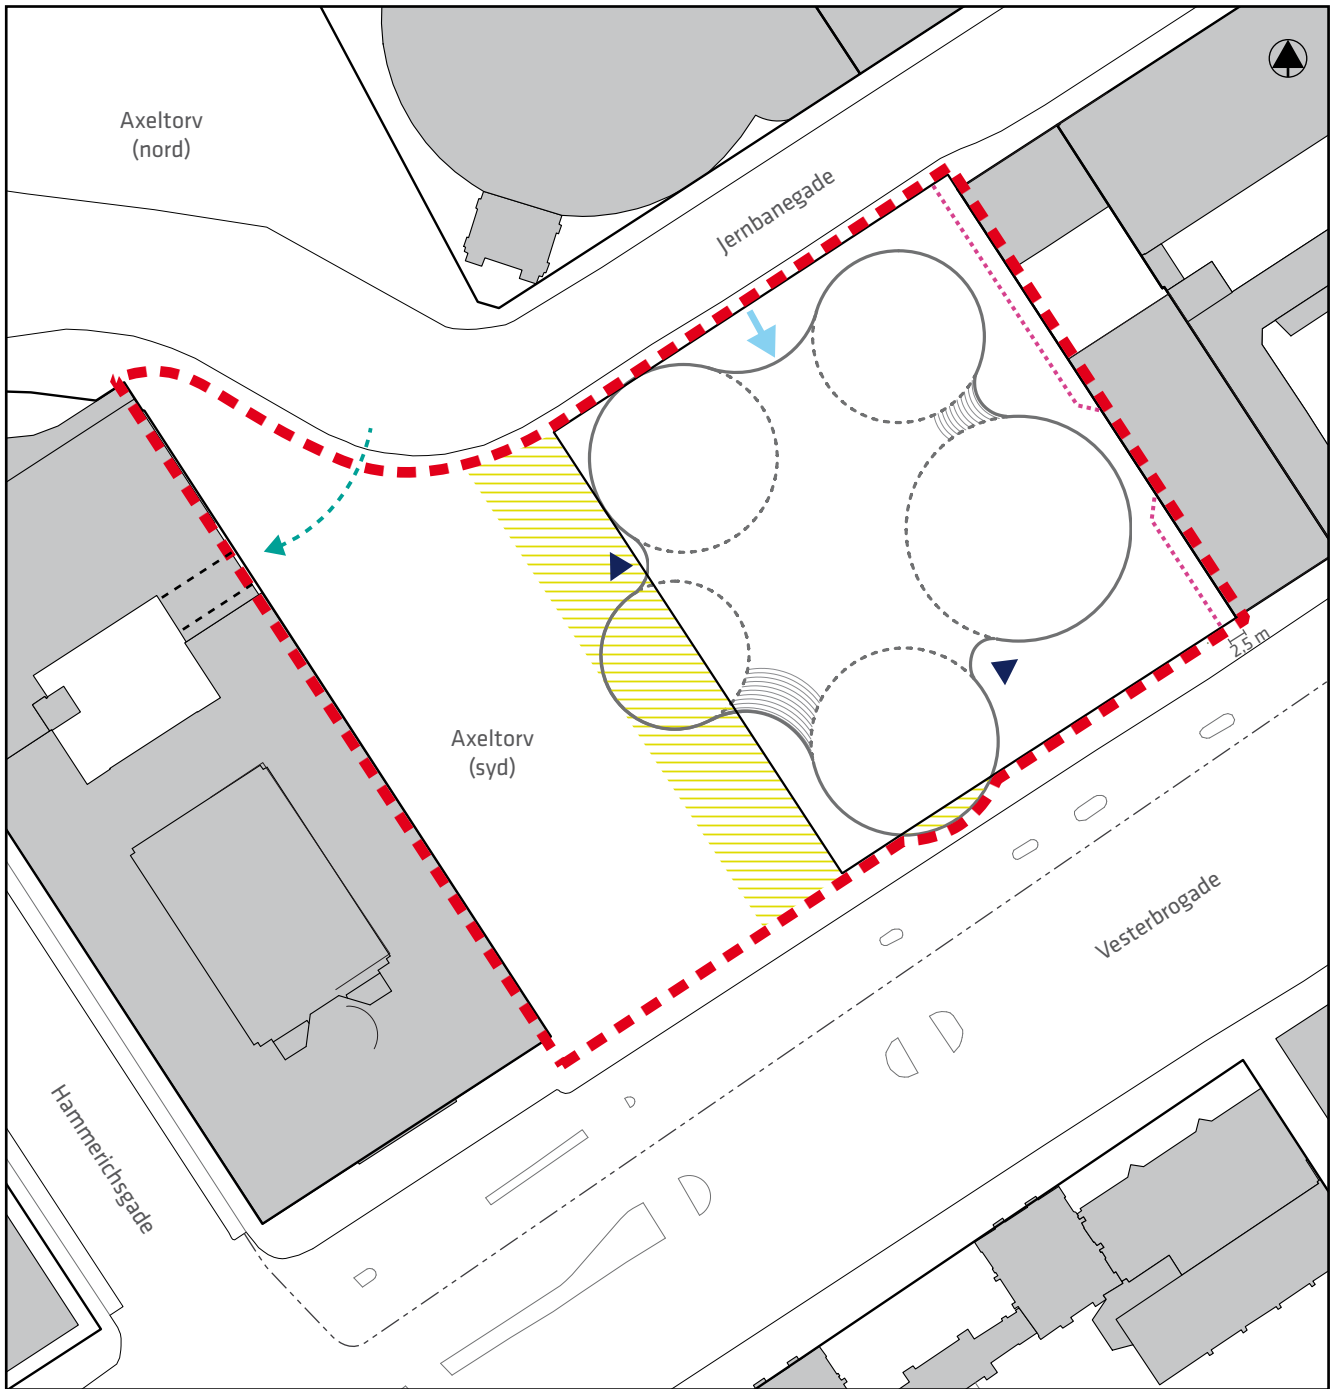 Axeltorv
(nord)
Jernbanegade
2,5 m
Axeltorv
(syd)
Vesterbrogade
Hammerichsgade